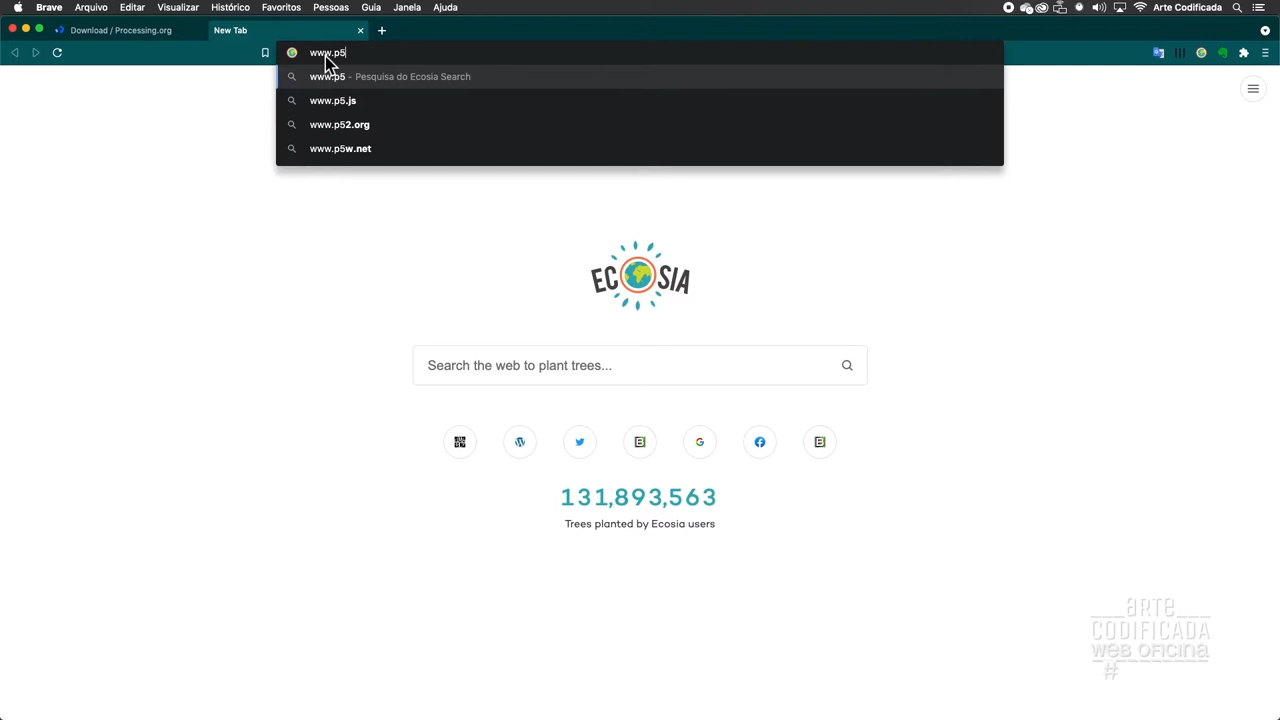 Brave Arquivo Editar Visualizar Histórico Favoritos Pessoas Guia Janela Ajuda Arte Codificada
Download / Processing.org New Tab
www.p5
www.p5 - Pesquisa do Ecosia Search
www.p5.js
www.p52.org
www.p5w.net
ECOSIA
Search the web to plant trees...
131,893,563
Trees planted by Ecosia users
___ARTE___
CODIFICADA
web oficina
#